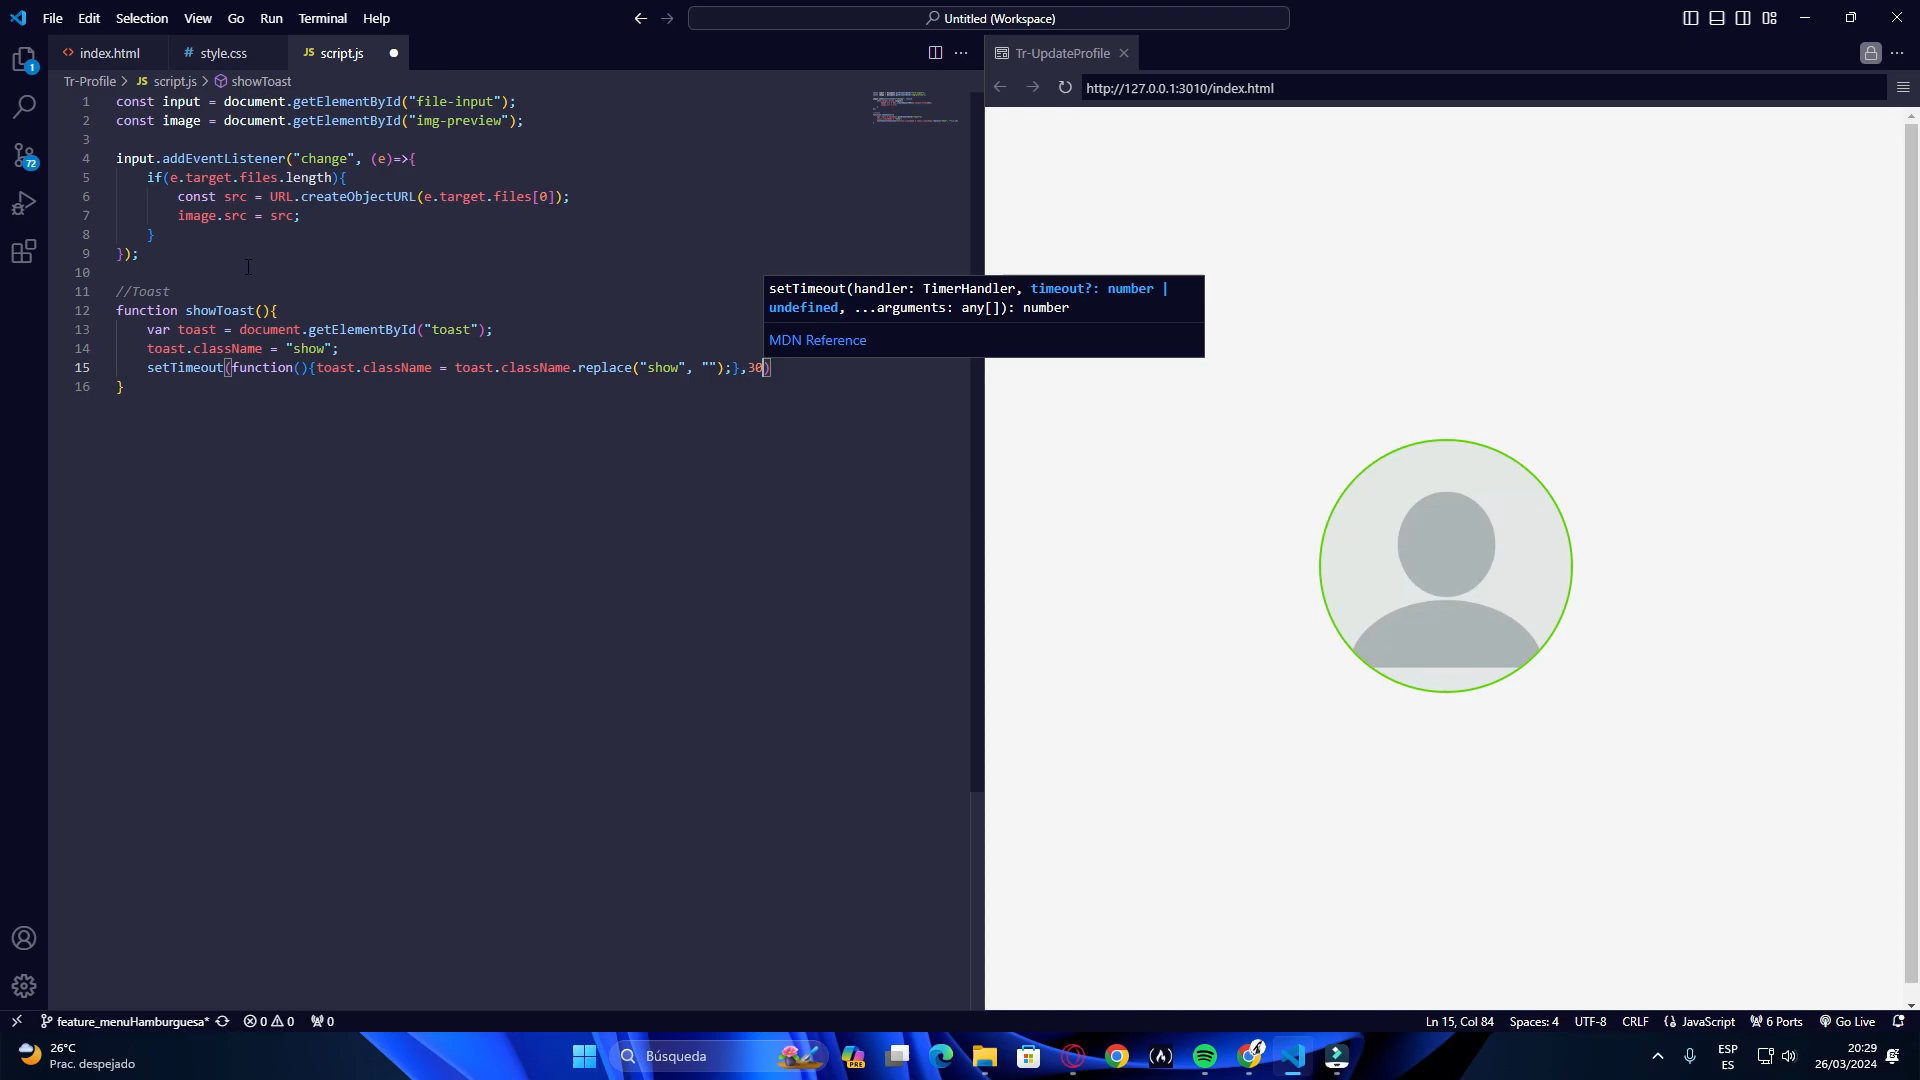 File Edit Selection View Go Run Terminal Help
Untitled (Workspace)
<> index.html # style.css JS script.js
Tr-UpdateProfile
Tr-Profile > JS script.js > showToast
http://127.0.0.1:3010/index.html
1 const input = document.getElementById("file-input");
2 const image = document.getElementById("img-preview");
3
4 input.addEventListener("change", (e)=>{
5 if(e.target.files.length){
6 const src = URL.createObjectURL(e.target.files[0]);
7 image.src = src;
8 }
9 });
10
11 //Toast
12 function showToast(){
13 var toast = document.getElementById("toast");
14 toast.className = "show";
15 setTimeout(function(){toast.className = toast.className.replace("show", "");},30)
16 }
setTimeout(handler: TimerHandler, timeout?: number |
undefined, ...arguments: any[]): number
MDN Reference
1
72
feature_menuHamburguesa* 0 0 0
Ln 15, Col 84 Spaces: 4 UTF-8 CRLF {} JavaScript 6 Ports Go Live
26°C
Prac. despejado
Búsqueda
PRE
ESP
ES
20:29
26/03/2024